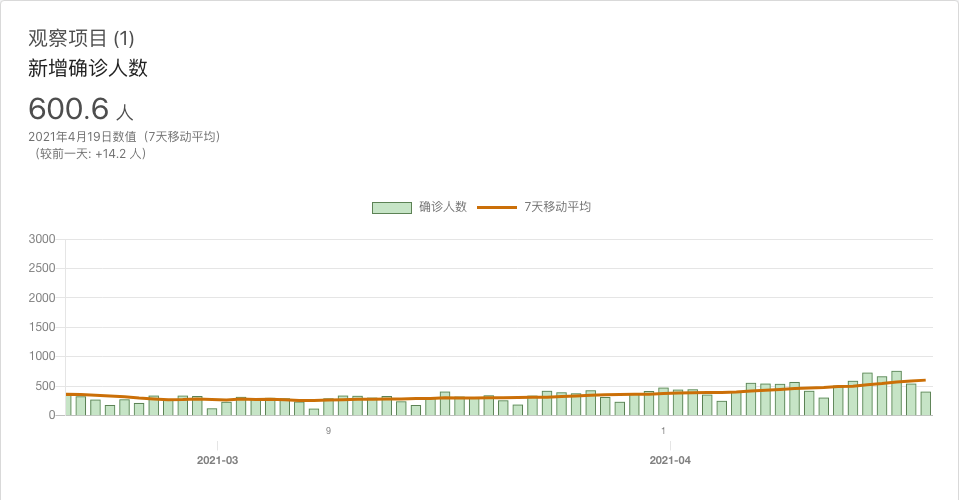 观察项目 (1)
新增确诊人数
600.6 人
2021年4月19日数值（7天移动平均）
（较前一天: +14.2 人）
确诊人数 7天移动平均
3000
2500
2000
1500
1000
500
0
9 1
2021-03 2021-04